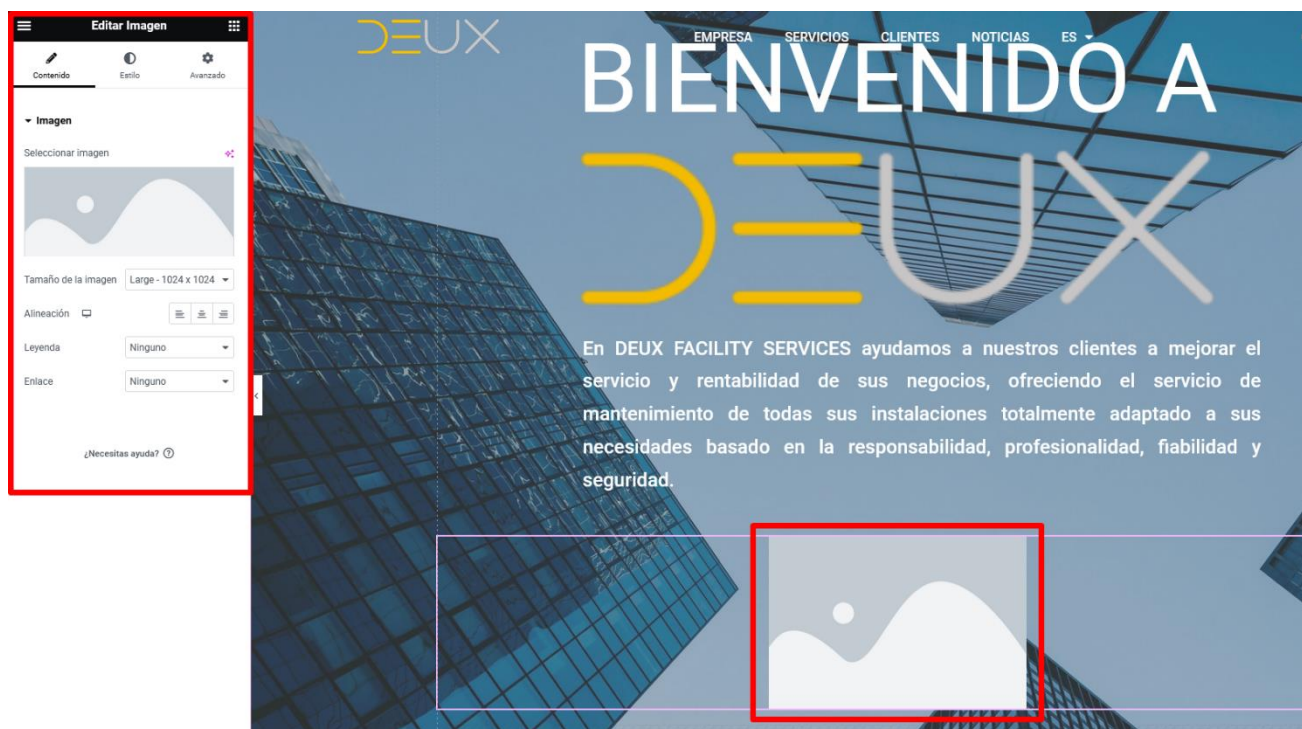 Editar Imagen
Contenido
Estilo
Avanzado
Imagen
Seleccionar imagen
Tamaño de la imagen
Large - 1024 x 1024
Alineación
Leyenda
Ninguno
Enlace
Ninguno
¿Necesitas ayuda?
DEUX
EMPRESA SERVICIOS CLIENTES NOTICIAS ES
BIENVENIDO A
DEUX
En DEUX FACILITY SERVICES ayudamos a nuestros clientes a mejorar el
servicio y rentabilidad de sus negocios, ofreciendo el servicio de
mantenimiento de todas sus instalaciones totalmente adaptado a sus
necesidades basado en la responsabilidad, profesionalidad, fiabilidad y
seguridad.